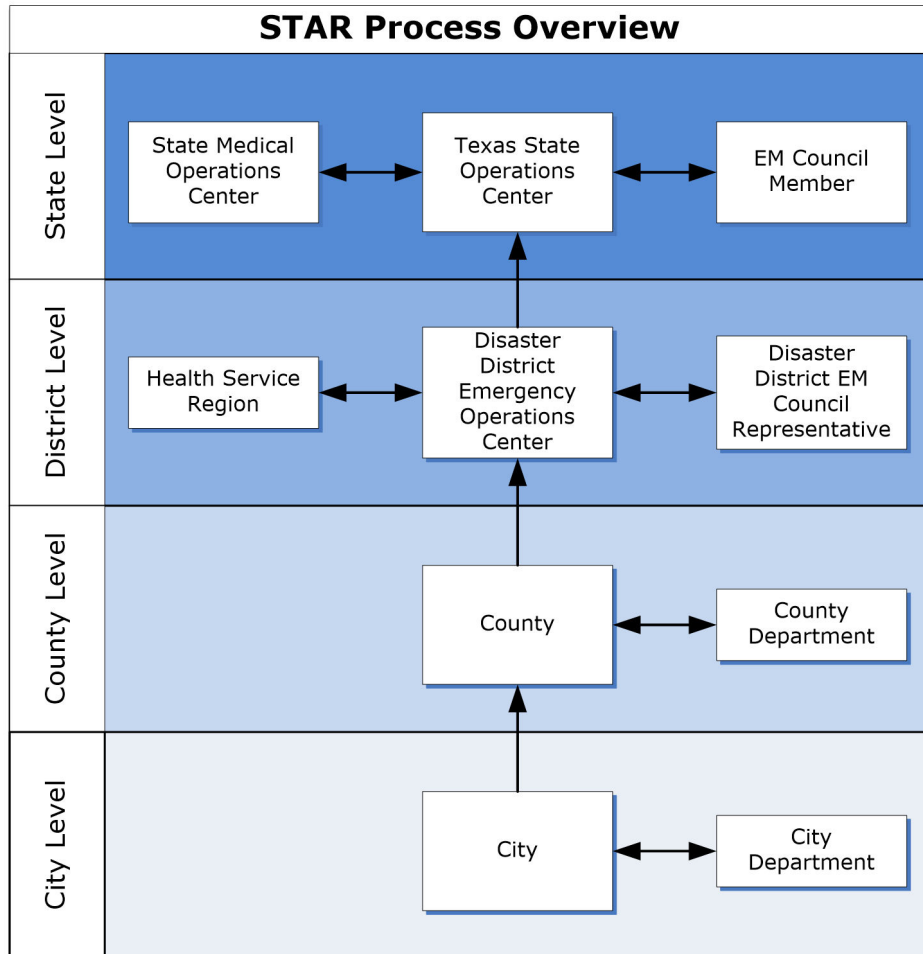 STAR Process Overview
State Level
State Medical
Operations
Center
Texas State
Operations
Center
EM Council
Member
District Level
Health Service
Region
Disaster
District
Emergency
Operations
Center
Disaster
District EM
Council
Representative
County Level
County
County
Department
City Level
City
City
Department